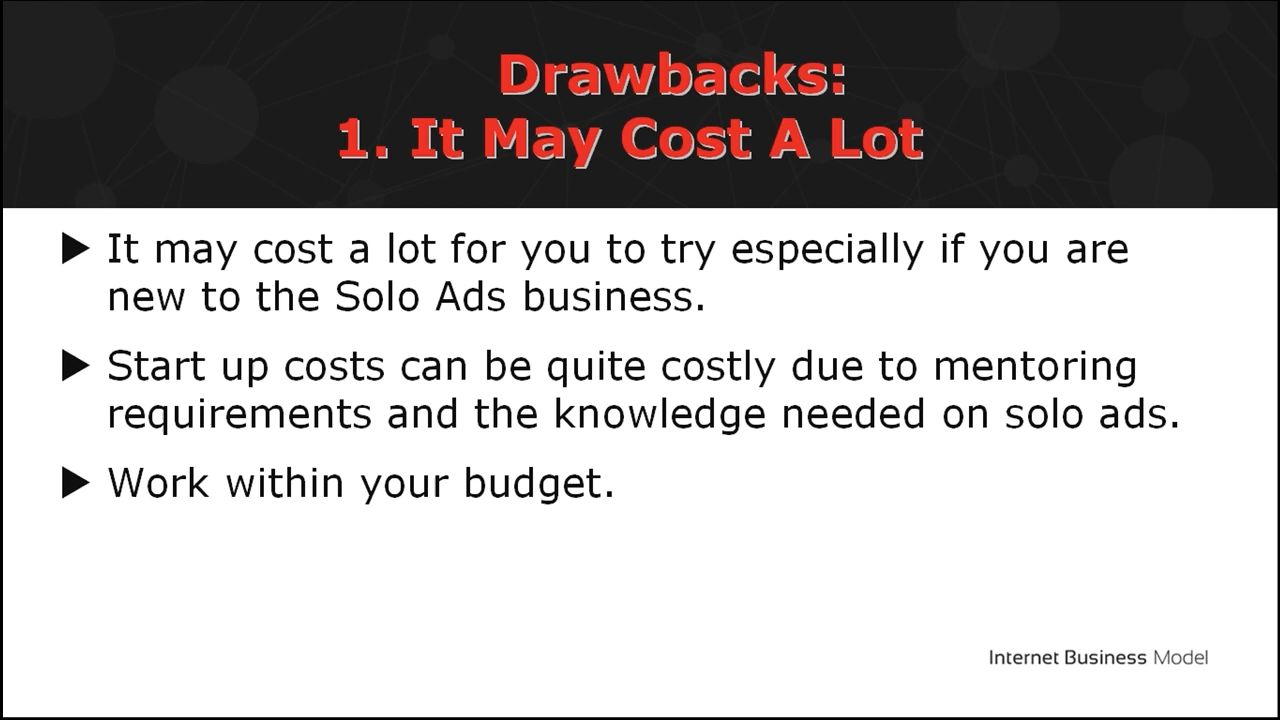 Drawbacks:
1. It May Cost A Lot
▶ It may cost a lot for you to try especially if you are
new to the Solo Ads business.
▶ Start up costs can be quite costly due to mentoring
requirements and the knowledge needed on solo ads.
▶ Work within your budget.
Internet Business Model